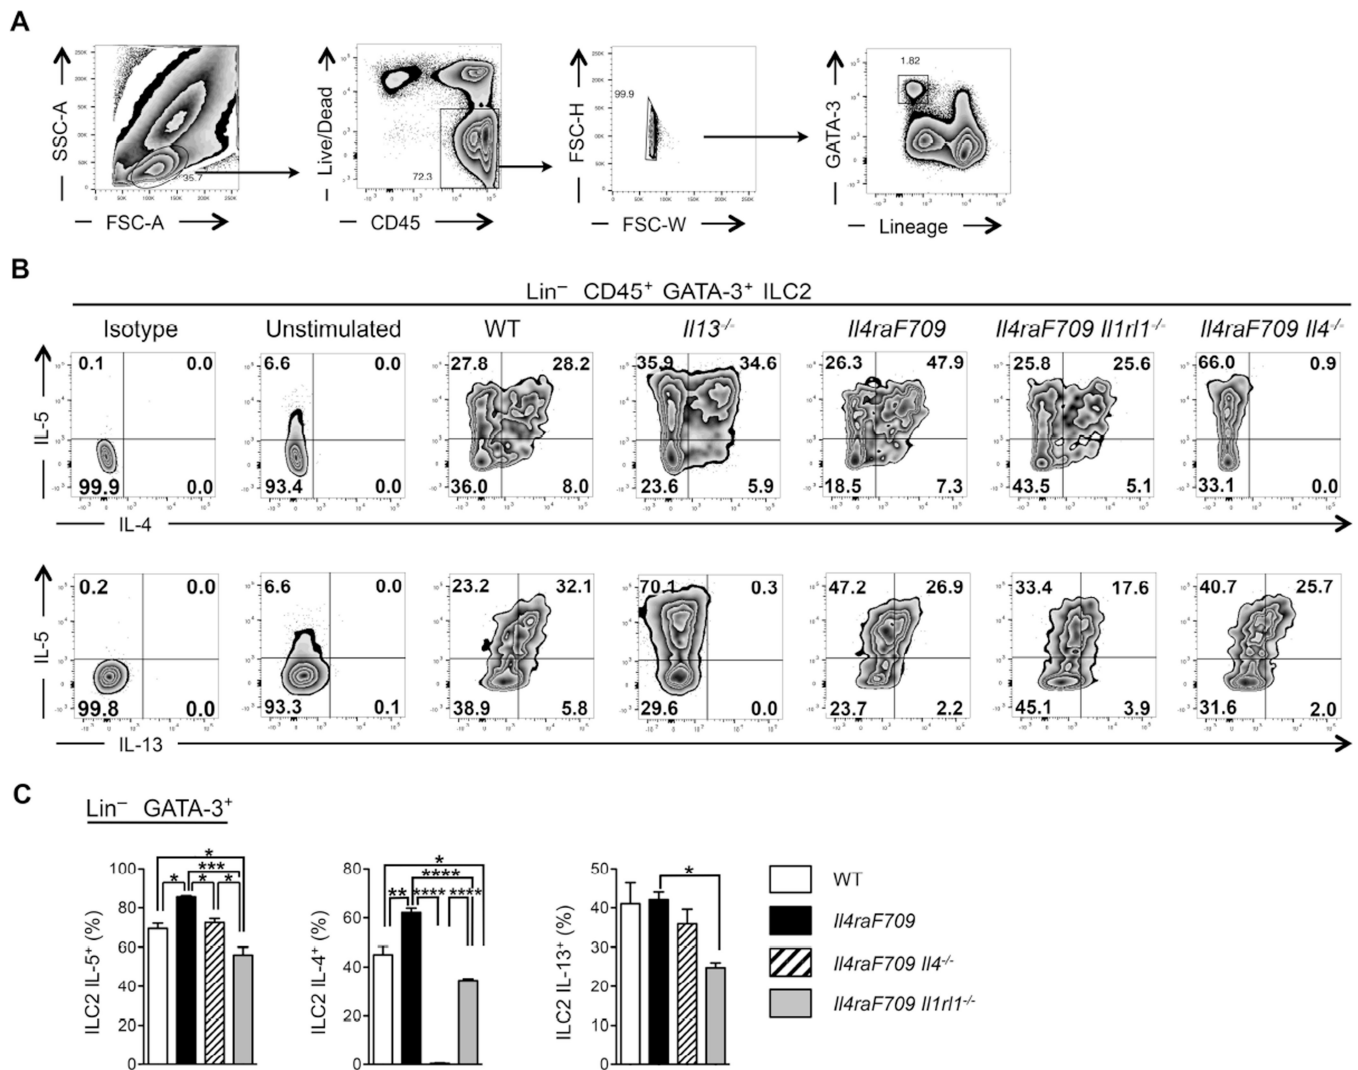 A
SSC-A
FSC-A
35.7
Live/Dead
CD45
72.3
FSC-H
FSC-W
99.9
GATA-3
Lineage
1.82
B
Lin– CD45+ GATA-3+ ILC2
Isotype Unstimulated WT Il13-/- Il4raF709 Il4raF709 Il1rl1-/- Il4raF709 Il4-/-
IL-5
0.1 0.0 6.6 0.0 27.8 28.2 35.9 34.6 26.3 47.9 25.8 25.6 66.0 0.9
99.9 0.0 93.4 0.0 36.0 8.0 23.6 5.9 18.5 7.3 43.5 5.1 33.1 0.0
IL-4
IL-5
0.2 0.0 6.6 0.0 23.2 32.1 70.1 0.3 47.2 26.9 33.4 17.6 40.7 25.7
99.8 0.0 93.3 0.1 38.9 5.8 29.6 0.0 23.7 2.2 45.1 3.9 31.6 2.0
IL-13
C
Lin– GATA-3+
ILC2 IL-5+ (%)
100
80
60
40
20
0
*
***
* * *
ILC2 IL-4+ (%)
80
60
40
20
0
*
****
** **** ****
ILC2 IL-13+ (%)
50
40
30
20
10
0
*
WT
Il4raF709
Il4raF709 Il4-/-
Il4raF709 Il1rl1-/-